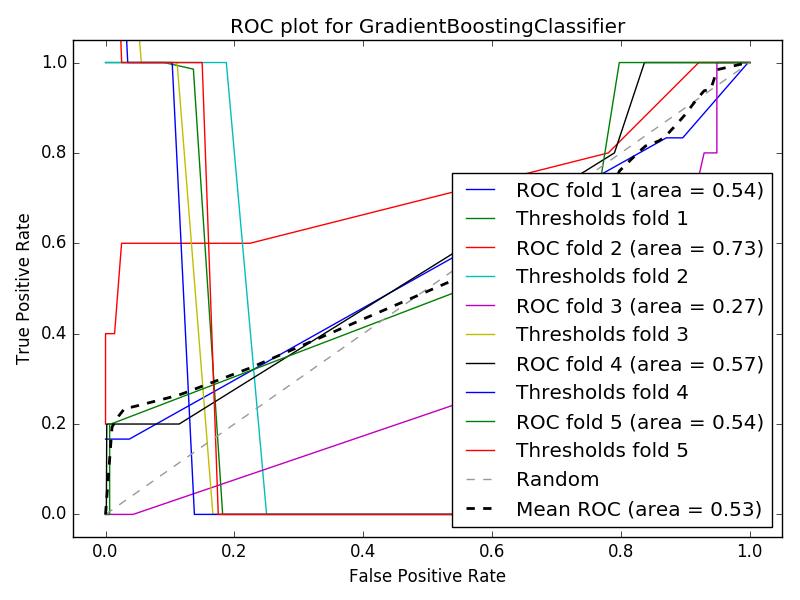 ROC plot for GradientBoostingClassifier
True Positive Rate
1.0
0.8
0.6
0.4
0.2
0.0
ROC fold 1 (area = 0.54)
Thresholds fold 1
ROC fold 2 (area = 0.73)
Thresholds fold 2
ROC fold 3 (area = 0.27)
Thresholds fold 3
ROC fold 4 (area = 0.57)
Thresholds fold 4
ROC fold 5 (area = 0.54)
Thresholds fold 5
Random
Mean ROC (area = 0.53)
0.0 0.2 0.4 0.6 0.8 1.0
False Positive Rate